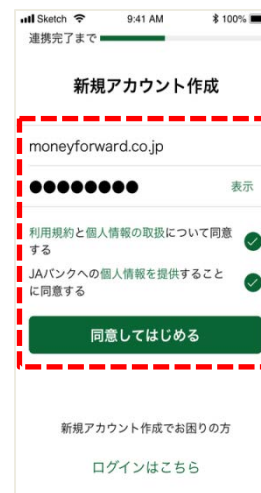 Sketch 9:41 AM 100%
連携完了まで
新規アカウント作成
moneyforward.co.jp
●●●●●●●● 表示
利用規約と個人情報の取扱について同意
する
JAバンクへの個人情報を提供すること
に同意する
同意してはじめる
新規アカウント作成でお困りの方
ログインはこちら